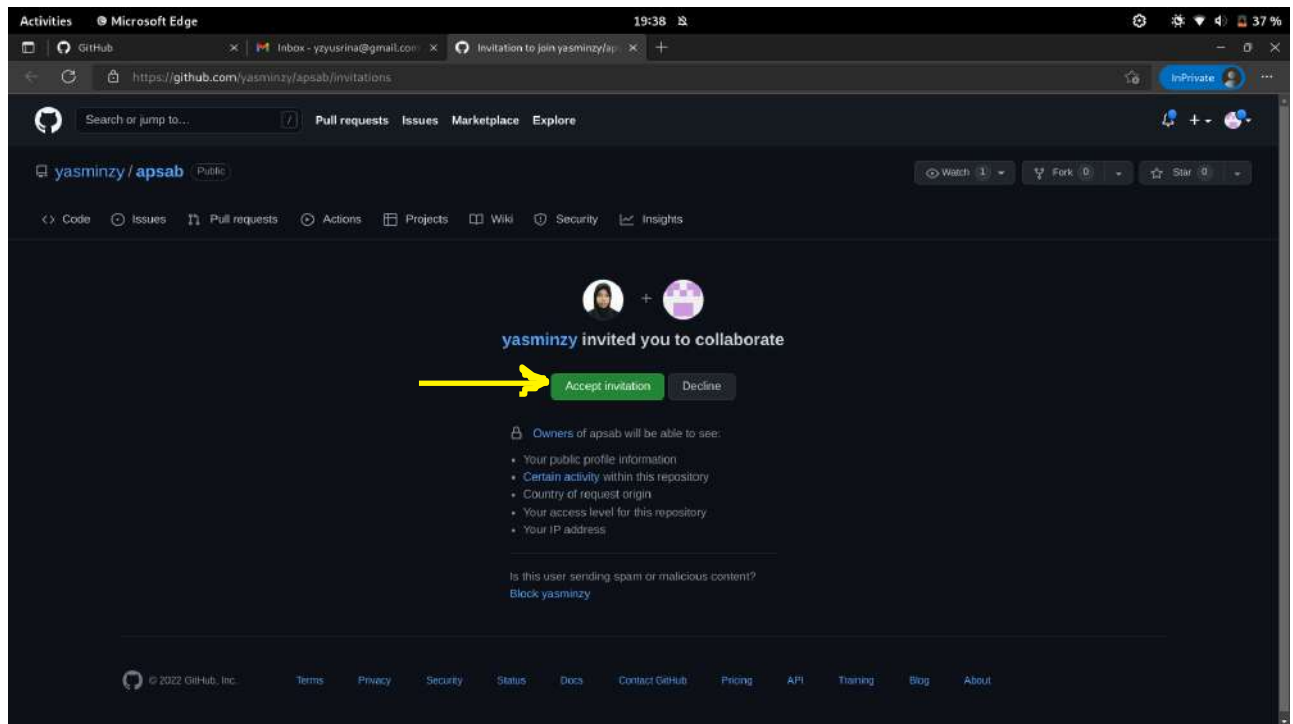 Activities Microsoft Edge 19:38 37 %
GitHub Inbox - yzyusrina@gmail.com Invitation to join yasminzy/ap
https://github.com/yasminzy/apsab/invitations InPrivate
Search or jump to... / Pull requests Issues Marketplace Explore
yasminzy / apsab Public Watch 1 Fork 0 Star 0
Code Issues Pull requests Actions Projects Wiki Security Insights
yasminzy invited you to collaborate
Accept invitation Decline
Owners of apsab will be able to see:
• Your public profile information
• Certain activity within this repository
• Country of request origin
• Your access level for this repository
• Your IP address
Is this user sending spam or malicious content?
Block yasminzy
© 2022 GitHub, Inc. Terms Privacy Security Status Docs Contact GitHub Pricing API Training Blog About